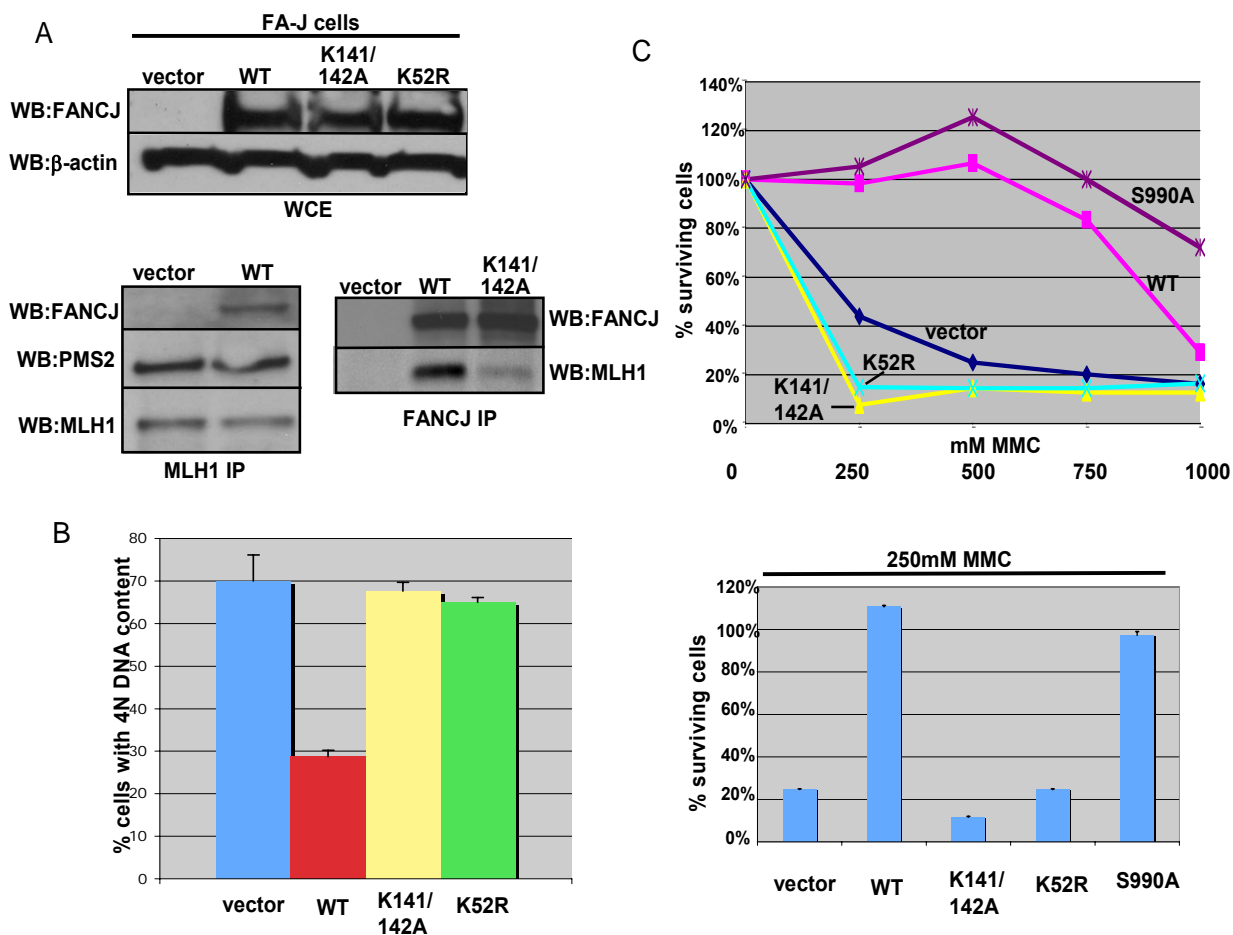 A
FA-J cells
vector
WT
K141/
142A
K52R
WB:FANCJ
WB:β-actin
WCE
vector
WT
WB:FANCJ
WB:PMS2
WB:MLH1
MLH1 IP
vector
WT
K141/
142A
WB:FANCJ
WB:MLH1
FANCJ IP
B
% cells with 4N DNA content
80
70
60
50
40
30
20
10
0
vector
WT
K141/
142A
K52R
C
% surviving cells
140%
120%
100%
80%
60%
40%
20%
0%
S990A
WT
vector
K52R
K141/
142A
mM MMC
0
250
500
750
1000
250mM MMC
% surviving cells
120%
100%
80%
60%
40%
20%
0%
vector
WT
K141/
142A
K52R
S990A